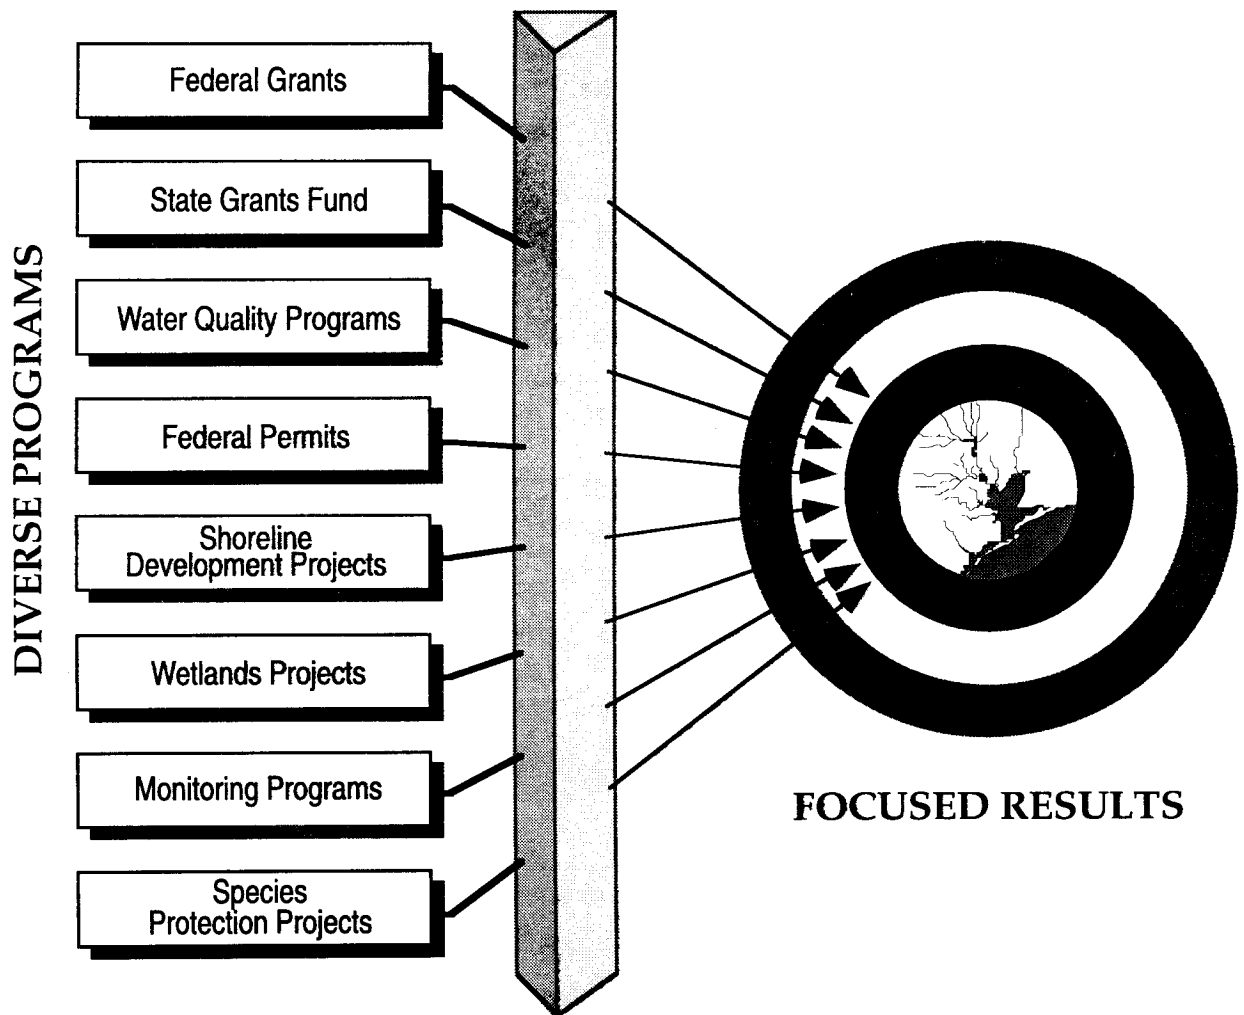 DIVERSE PROGRAMS
Federal Grants
State Grants Fund
Water Quality Programs
Federal Permits
Shoreline
Development Projects
Wetlands Projects
Monitoring Programs
Species
Protection Projects
FOCUSED RESULTS